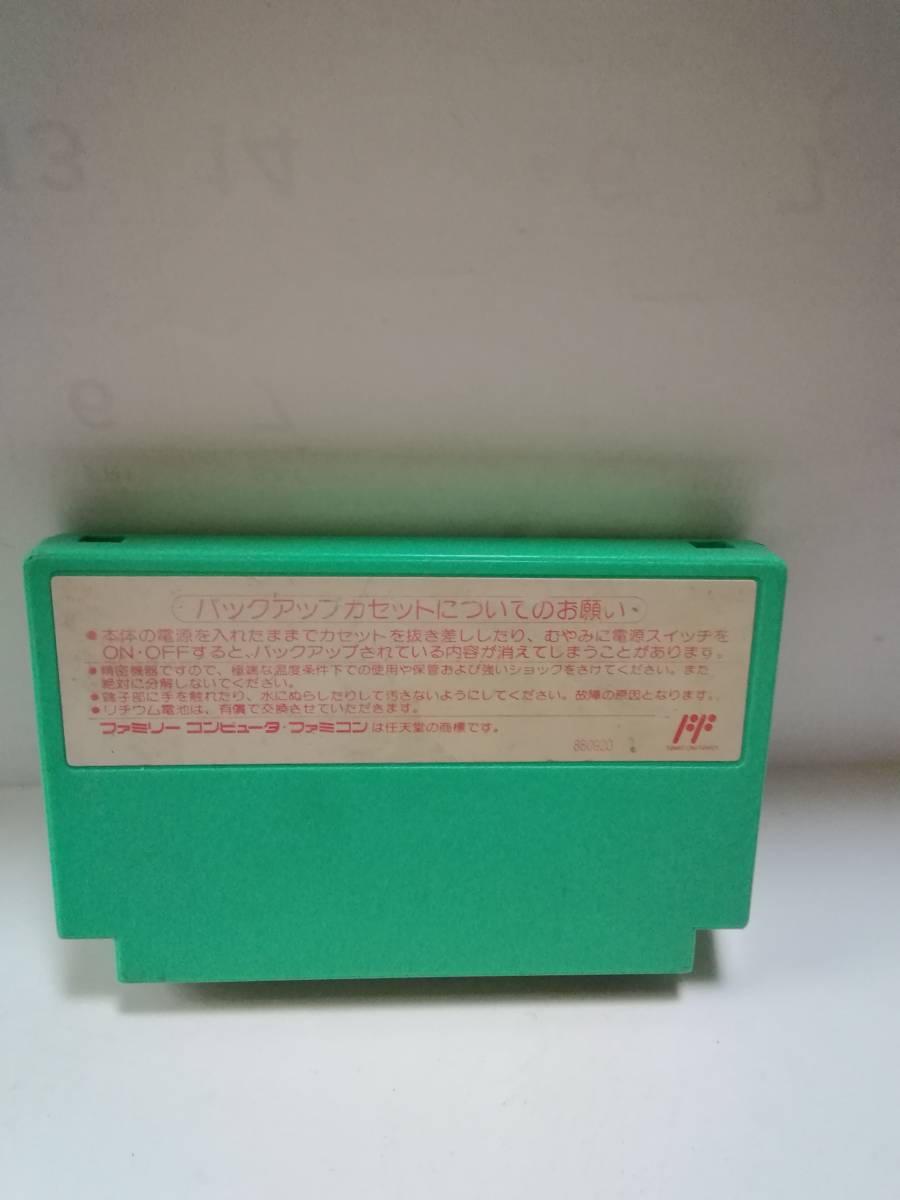 バックアップカセットについてのお願い
●本体の電源を入れたままでカセットを抜き差ししたり、むやみに電源スイッチを
ON・OFFすると、バックアップされている内容が消えてしまうことがあります。
●精密機器ですので、極端な温度条件下での使用や保管および強いショックをさけてください。また
絶対に分解しないでください。
●端子部に手を触れたり、水にぬらしたりして汚さないようにしてください。故障の原因となります。
●リチウム電池は、有償で交換させていただきます。
ファミリーコンピュータ・ファミコンは任天堂の商標です。
880920
13 14 6 7
6 7